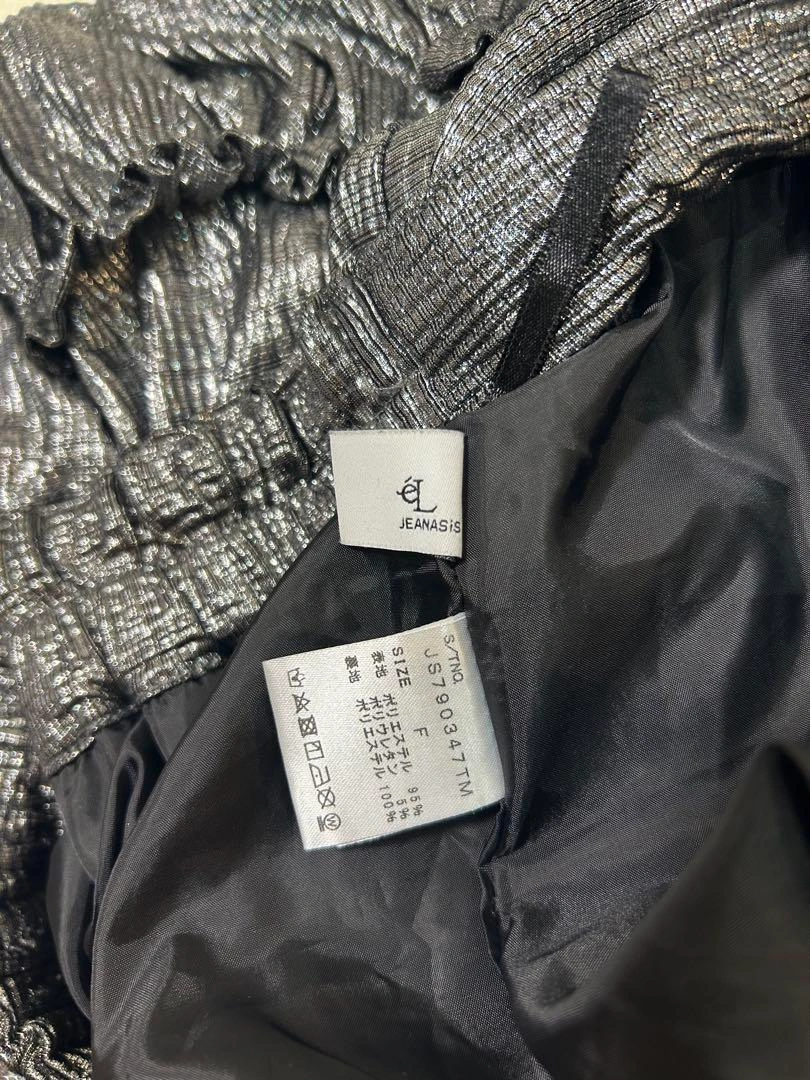 éL
JEANASiS
S/TNO.
JS790347TM
SIZE F
表地 ポリエステル 95%
ポリウレタン 5%
裏地 ポリエステル 100%
W